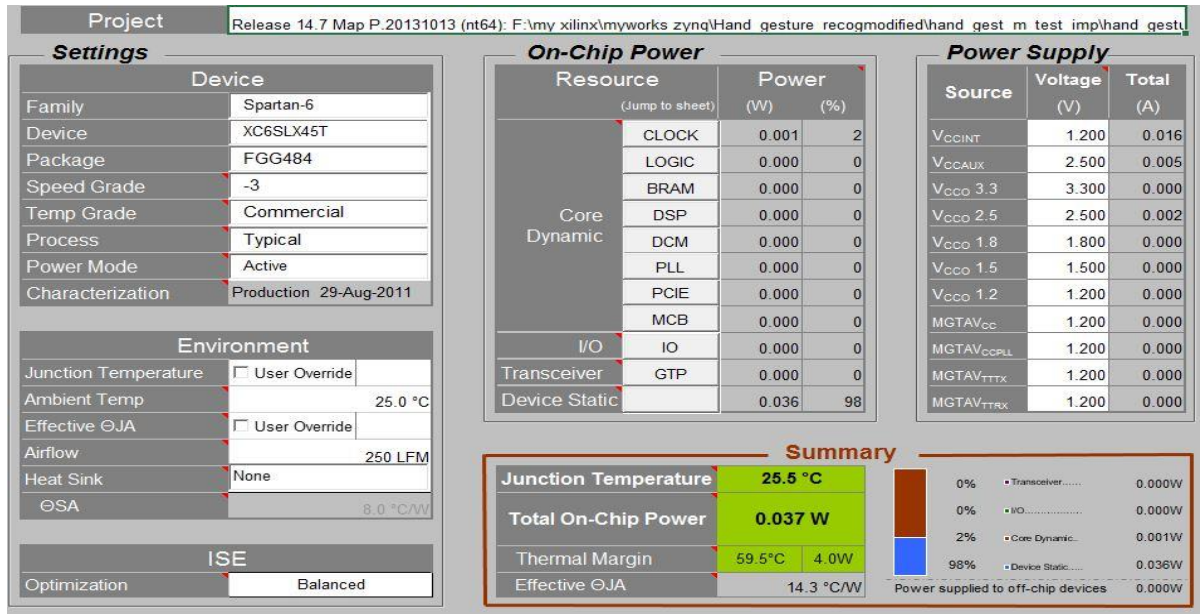 Project Release 14.7 Map P.20131013 (nt64): F:\my xilinx\myworks zynq\Hand gesture recogmodified\hand gest m test imp\hand gestu
Settings
Device
Family Spartan-6
Device XC6SLX45T
Package FGG484
Speed Grade -3
Temp Grade Commercial
Process Typical
Power Mode Active
Characterization Production 29-Aug-2011
Environment
Junction Temperature User Override
Ambient Temp 25.0 °C
Effective ΘJA User Override
Airflow 250 LFM
Heat Sink None
ΘSA 8.0 °C/W
ISE
Optimization Balanced
On-Chip Power
Resource Power
(Jump to sheet) (W) (%)
Core Dynamic
CLOCK 0.001 2
LOGIC 0.000 0
BRAM 0.000 0
DSP 0.000 0
DCM 0.000 0
PLL 0.000 0
PCIE 0.000 0
MCB 0.000 0
I/O IO 0.000 0
Transceiver GTP 0.000 0
Device Static 0.036 98
Power Supply
Source Voltage Total
(V) (A)
VCCINT 1.200 0.016
VCCAUX 2.500 0.005
VCCO 3.3 3.300 0.000
VCCO 2.5 2.500 0.002
VCCO 1.8 1.800 0.000
VCCO 1.5 1.500 0.000
VCCO 1.2 1.200 0.000
MGTAVCC 1.200 0.000
MGTAVCCPLL 1.200 0.000
MGTAVTTTX 1.200 0.000
MGTAVTTRX 1.200 0.000
Summary
Junction Temperature 25.5 °C
Total On-Chip Power 0.037 W
Thermal Margin 59.5°C 4.0W
Effective ΘJA 14.3 °C/W
0% Transceiver...... 0.000W
0% I/O.................. 0.000W
2% Core Dynamic.. 0.001W
98% Device Static..... 0.036W
Power supplied to off-chip devices 0.000W